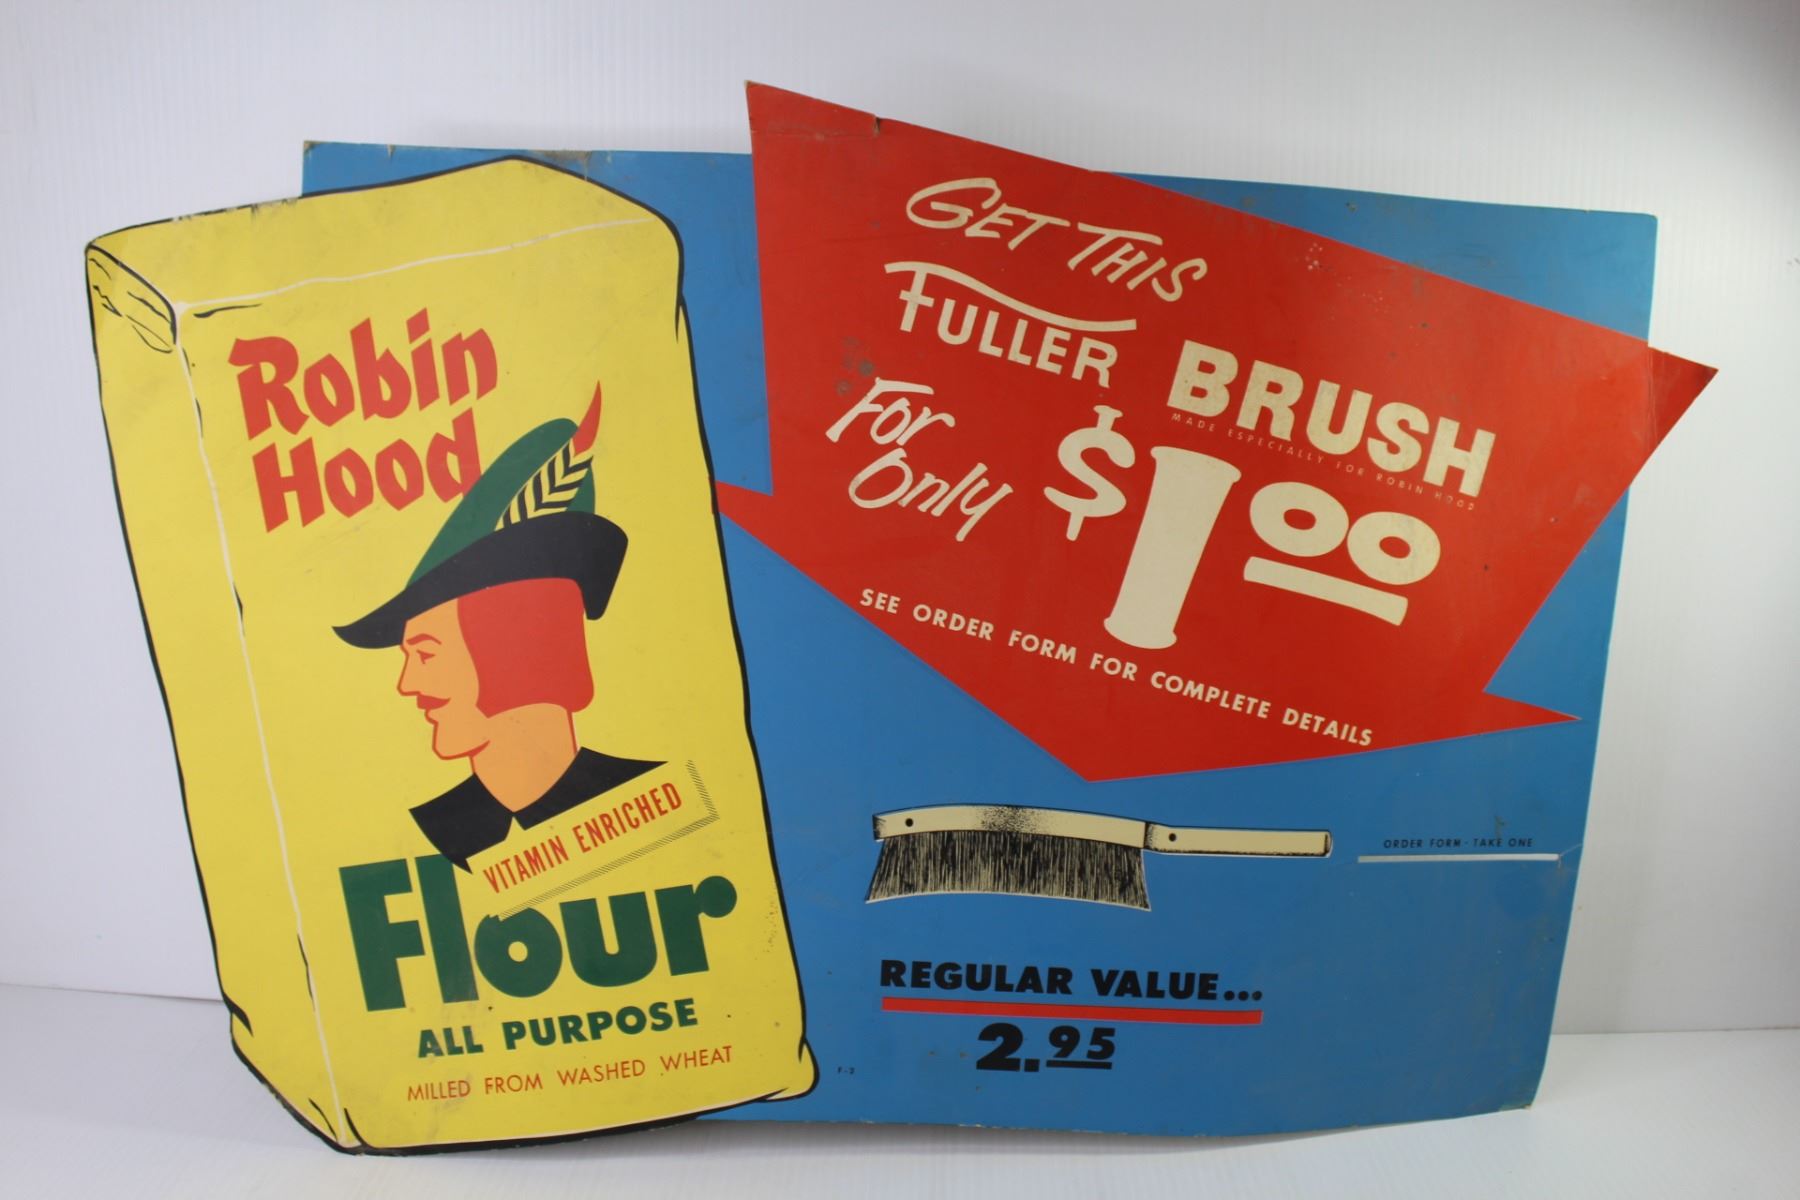 Robin
Hood
VITAMIN ENRICHED
Flour
ALL PURPOSE
MILLED FROM WASHED WHEAT
GET THIS
FULLER BRUSH
MADE ESPECIALLY FOR ROBIN HOOD
For Only $1.00
SEE ORDER FORM FOR COMPLETE DETAILS
ORDER FORM - TAKE ONE
REGULAR VALUE...
2.95
F-2